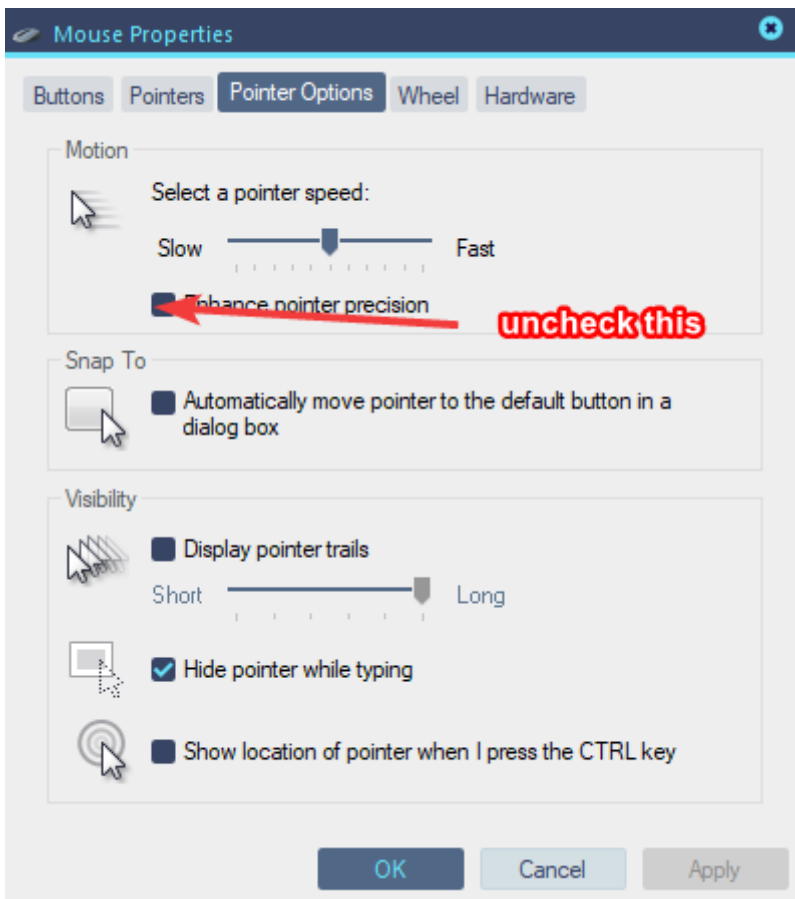 Mouse Properties
Buttons Pointers Pointer Options Wheel Hardware
Motion
Select a pointer speed:
Slow Fast
Enhance pointer precision
uncheck this
Snap To
Automatically move pointer to the default button in a
dialog box
Visibility
Display pointer trails
Short Long
Hide pointer while typing
Show location of pointer when I press the CTRL key
OK Cancel Apply